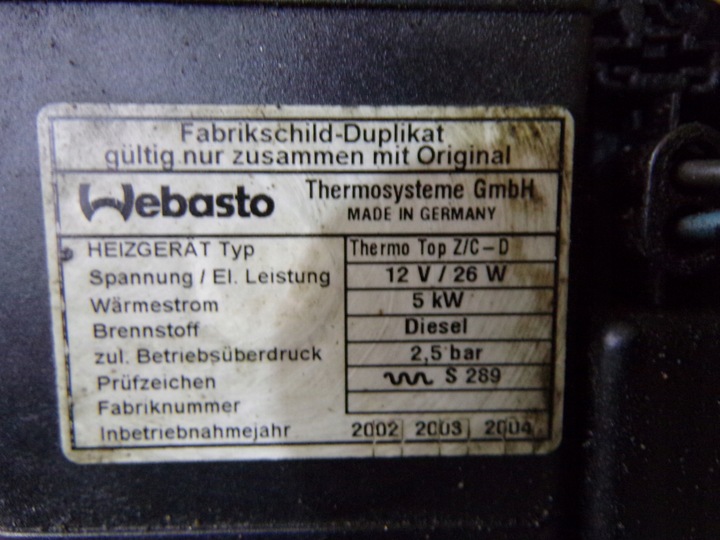 Fabrikschild-Duplikat
gültig nur zusammen mit Original
Webasto Thermosysteme GmbH
MADE IN GERMANY
HEIZGERÄT Typ Thermo Top Z/C-D
Spannung / El. Leistung 12 V / 26 W
Wärmestrom 5 kW
Brennstoff Diesel
zul. Betriebsüberdruck 2,5 bar
Prüfzeichen S 289
Fabriknummer
Inbetriebnahmejahr 2002 2003 2004